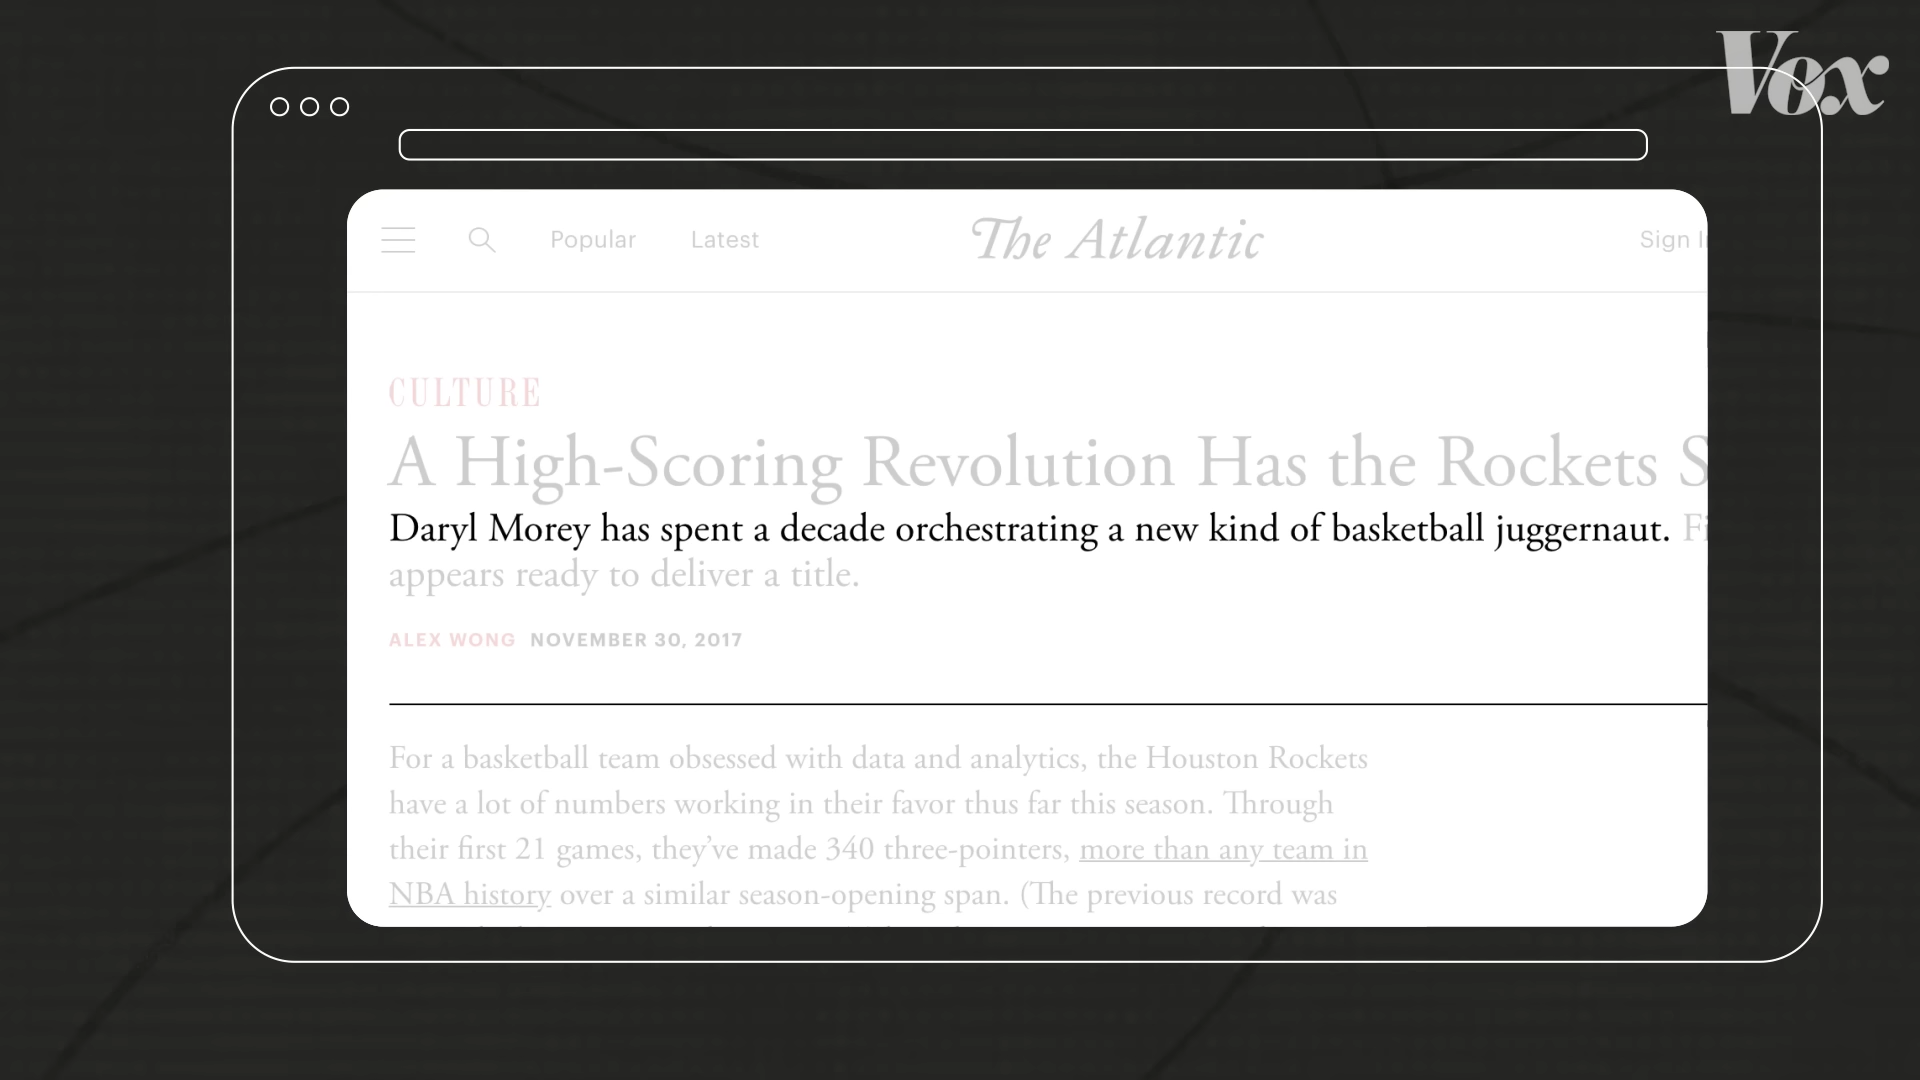 Vox
Popular Latest The Atlantic Sign
CULTURE
A High-Scoring Revolution Has the Rockets
Daryl Morey has spent a decade orchestrating a new kind of basketball juggernaut.
appears ready to deliver a title.
ALEX WONG NOVEMBER 30, 2017
For a basketball team obsessed with data and analytics, the Houston Rockets
have a lot of numbers working in their favor thus far this season. Through
their first 21 games, they’ve made 340 three-pointers, more than any team in
NBA history over a similar season-opening span. (The previous record was